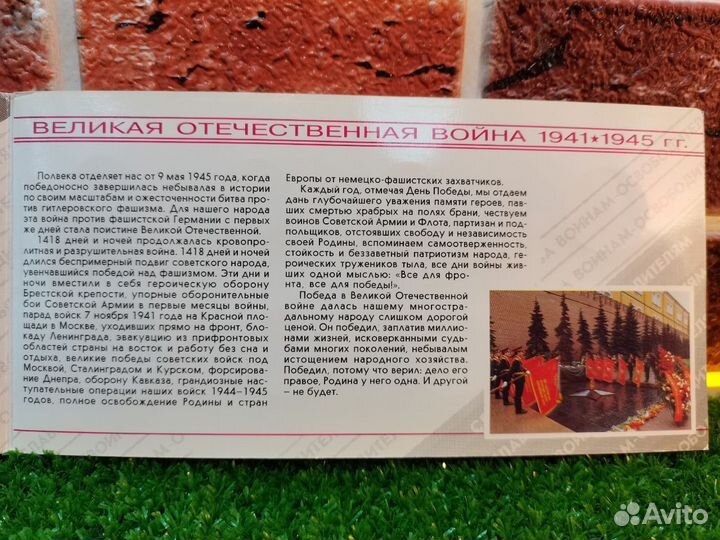 ВЕЛИКАЯ ОТЕЧЕСТВЕННАЯ ВОЙНА 1941★1945 гг.
Полвека отделяет нас от 9 мая 1945 года, когда
победоносно завершилась небывалая в истории
по своим масштабам и ожесточенности битва про-
тив гитлеровского фашизма. Для нашего народа
эта война против фашистской Германии с первых
же дней стала поистине Великой Отечественной.
1418 дней и ночей продолжалась кровопро-
литная и разрушительная война. 1418 дней и ночей
длился беспримерный подвиг советского народа,
увенчавшийся победой над фашизмом. Эти дни и
ночи вместили в себя героическую оборону
Брестской крепости, упорные оборонительные
бои Советской Армии в первые месяцы войны,
парад войск 7 ноября 1941 года на Красной пло-
щади в Москве, уходивших прямо на фронт, бло-
каду Ленинграда, эвакуацию из прифронтовых
областей страны на восток и работу без сна и
отдыха, великие победы советских войск под
Москвой, Сталинградом и Курском, форсирова-
ние Днепра, оборону Кавказа, грандиозные нас-
тупательные операции наших войск 1944–1945
годов, полное освобождение Родины и стран
Европы от немецко-фашистских захватчиков.
Каждый год, отмечая День Победы, мы отдаем
дань глубочайшего уважения памяти героев, пав-
ших смертью храбрых на полях брани, чествуем
воинов Советской Армии и Флота, партизан и под-
польщиков, отстоявших свободу и независимость
своей Родины, вспоминаем самоотверженность,
стойкость и беззаветный патриотизм народа, ге-
роических тружеников тыла, все дни войны жив-
ших одной мыслью: «Все для фрон-
та, все для победы!».
Победа в Великой Отечественной
войне далась нашему многостра-
дальному народу слишком дорогой
ценой. Он победил, заплатив миллио-
нами жизней, исковерканными судь-
бами многих поколений, небывалым
истощением народного хозяйства.
Победил, потому что верил: дело его
правое, Родина у него одна. И другой
– не будет.
Avito